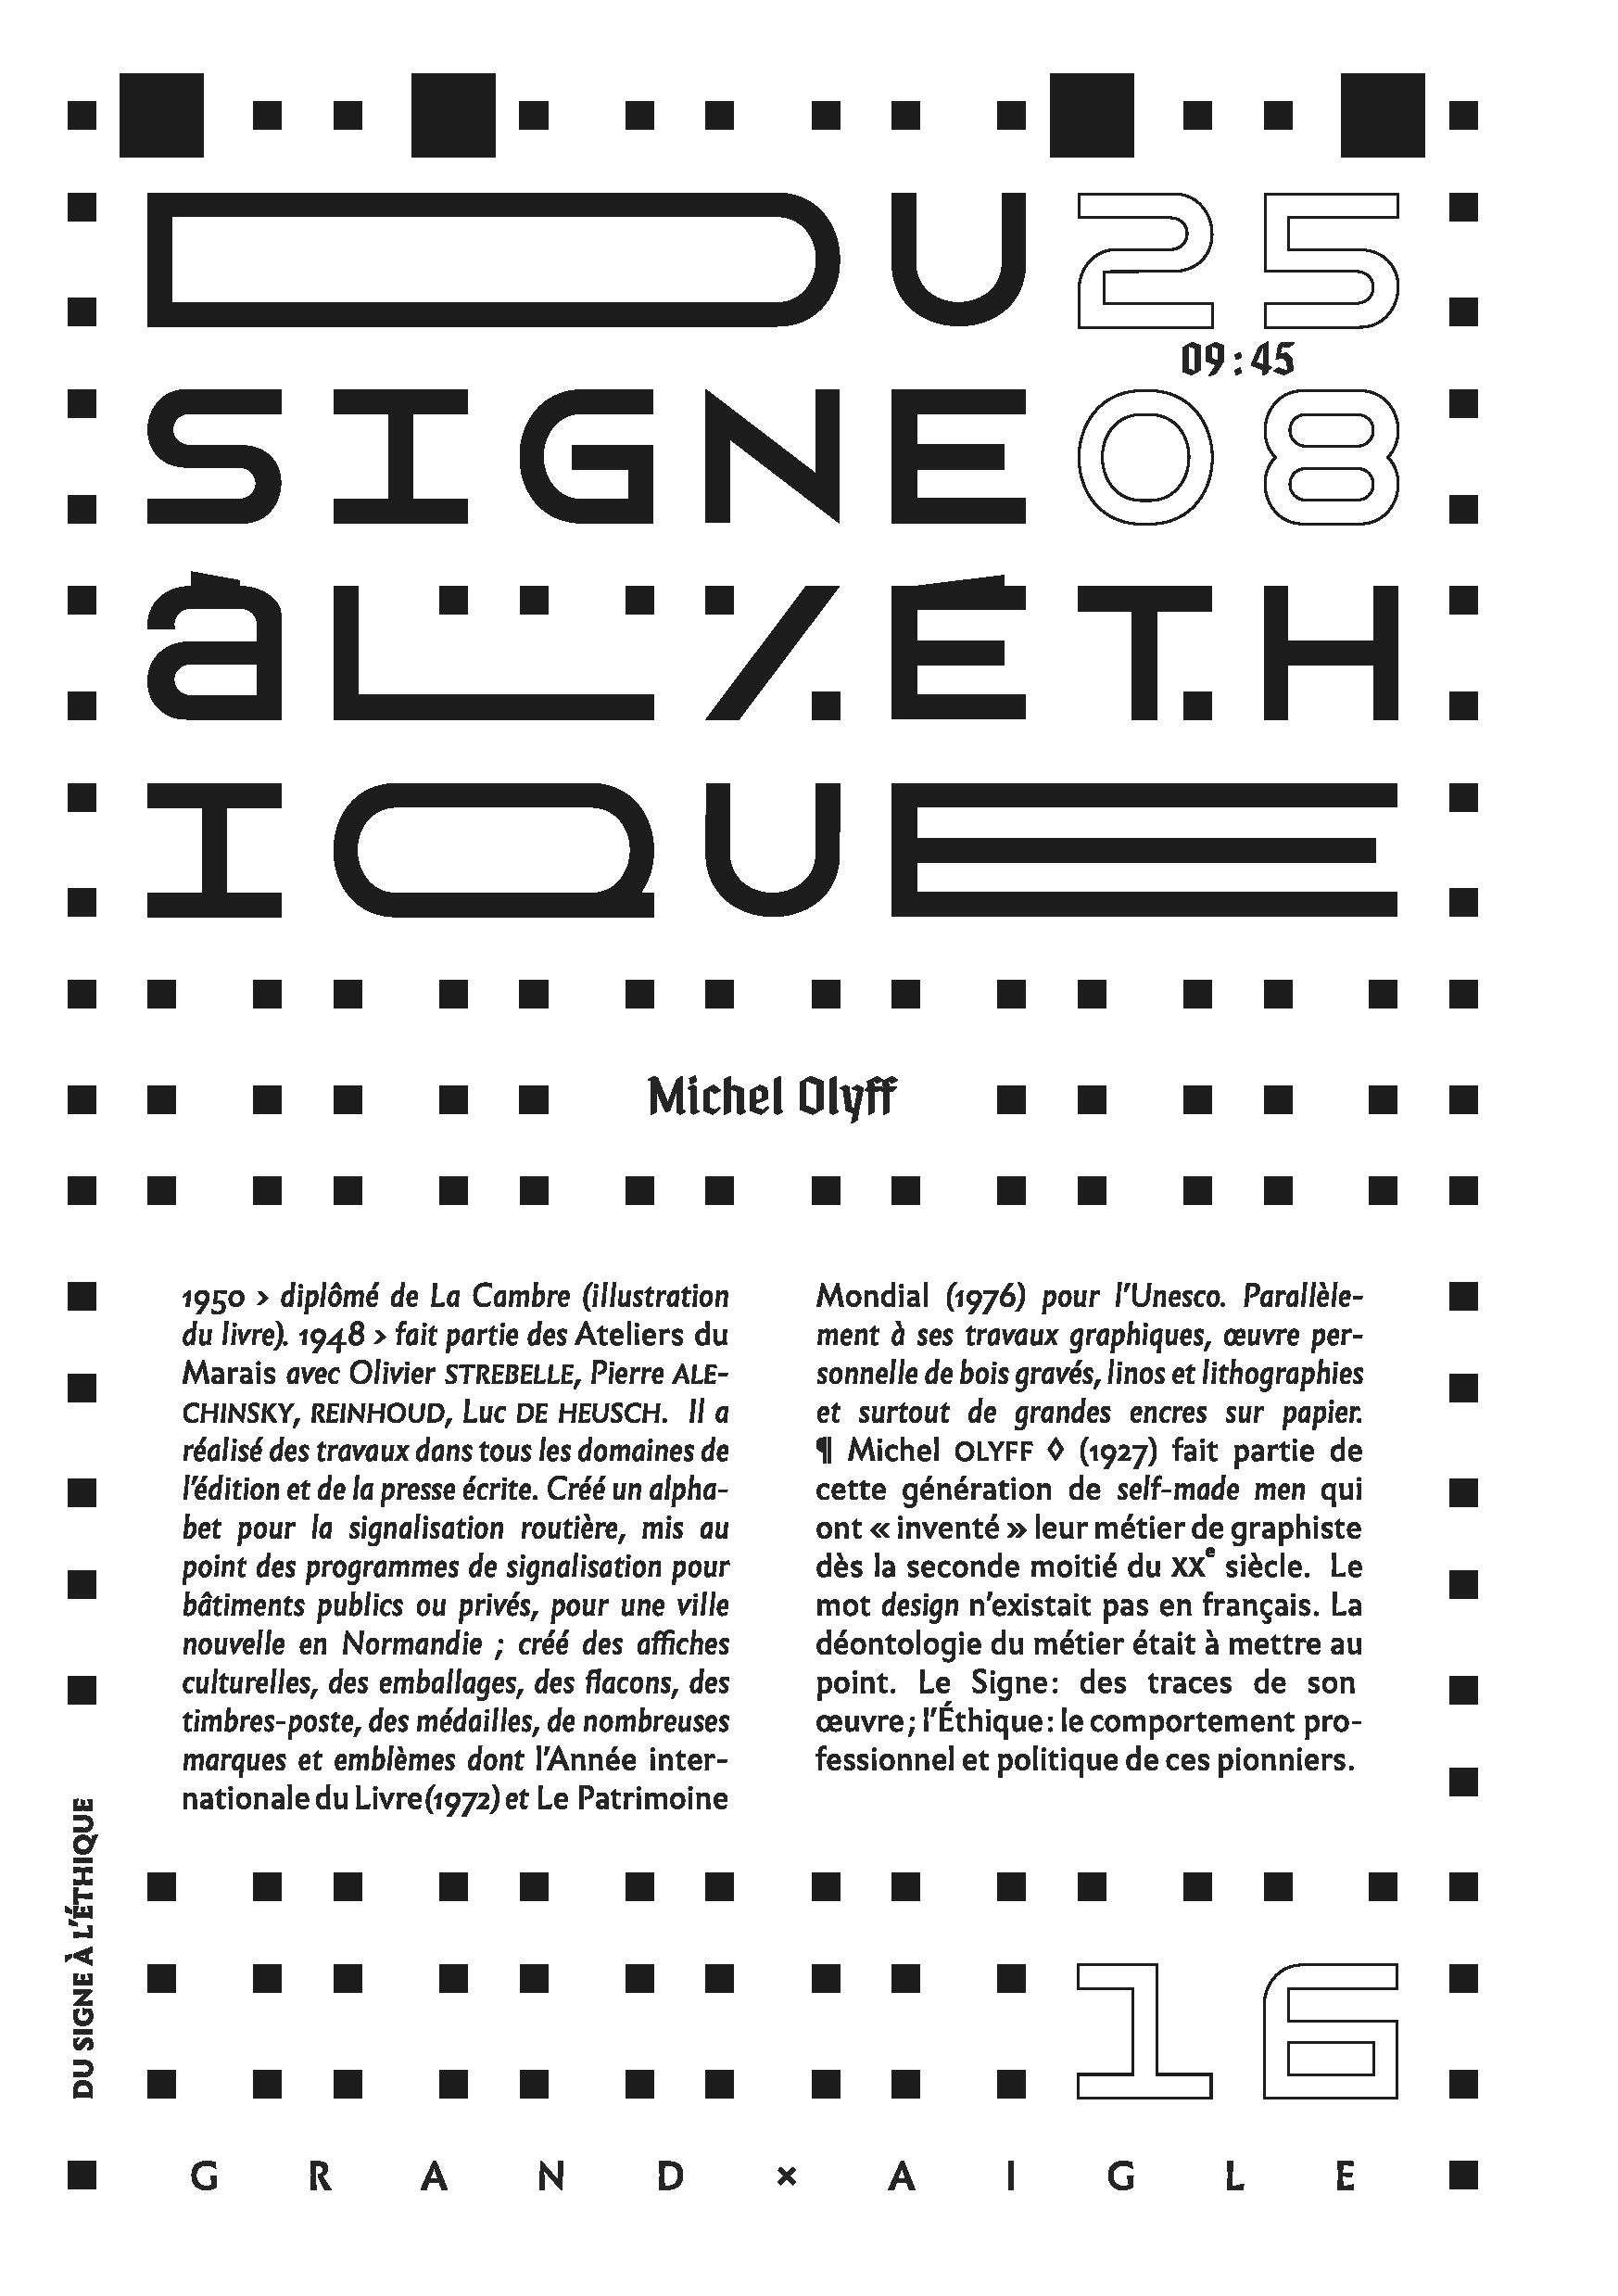 DU 25
09:45
SIGNE 08
àL/ÉT.H
IQUE
Michel Olyff
1950 > diplômé de La Cambre (illustration
du livre). 1948 > fait partie des Ateliers du
Marais avec Olivier STREBELLE, Pierre ALE-
CHINSKY, REINHOUD, Luc DE HEUSCH. Il a
réalisé des travaux dans tous les domaines de
l'édition et de la presse écrite. Créé un alpha-
bet pour la signalisation routière, mis au
point des programmes de signalisation pour
bâtiments publics ou privés, pour une ville
nouvelle en Normandie ; créé des affiches
culturelles, des emballages, des flacons, des
timbres-poste, des médailles, de nombreuses
marques et emblèmes dont l'Année inter-
nationale du Livre(1972) et Le Patrimoine
Mondial (1976) pour l'Unesco. Parallèle-
ment à ses travaux graphiques, œuvre per-
sonnelle de bois gravés, linos et lithographies
et surtout de grandes encres sur papier.
¶ Michel OLYFF ◊ (1927) fait partie de
cette génération de self-made men qui
ont « inventé » leur métier de graphiste
dès la seconde moitié du XXe siècle. Le
mot design n'existait pas en français. La
déontologie du métier était à mettre au
point. Le Signe: des traces de son
œuvre; l'Éthique: le comportement pro-
fessionnel et politique de ces pionniers.
DU SIGNE À L'ÉTHIQUE
16
GRAND × AIGLE